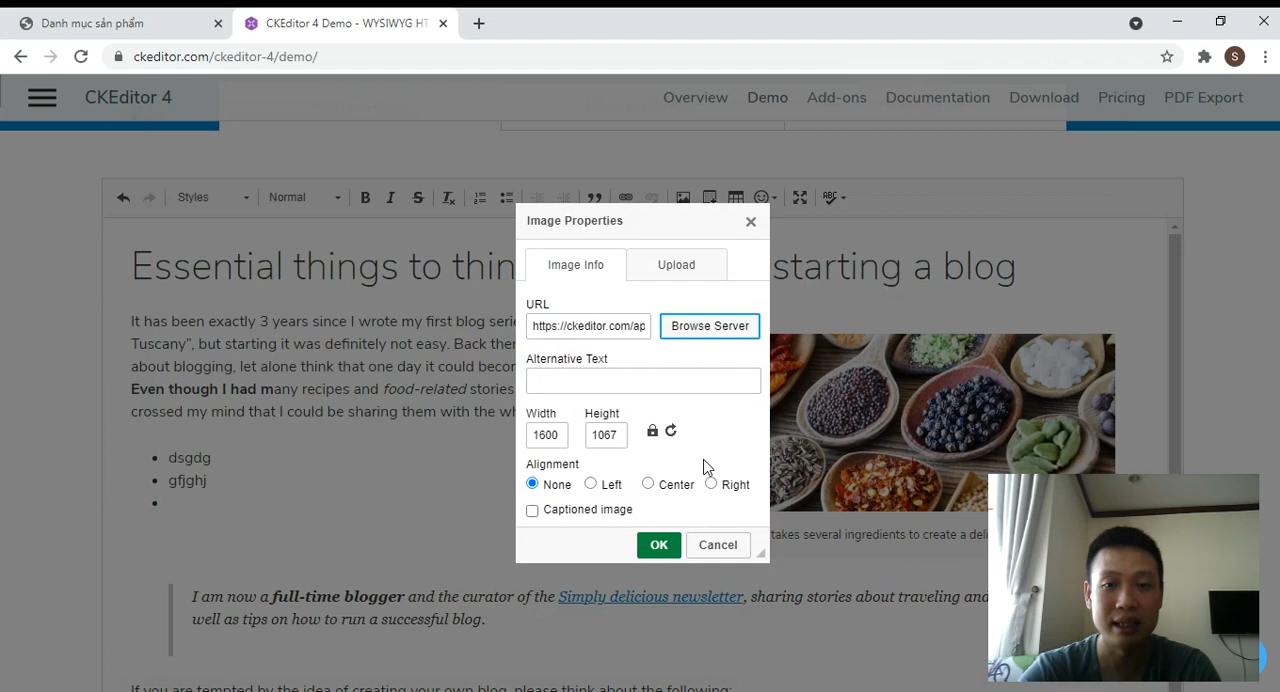 Danh mục sản phẩm
CKEditor 4 Demo - WYSIWYG HT
ckeditor.com/ckeditor-4/demo/
S
CKEditor 4
Overview Demo Add-ons Documentation Download Pricing PDF Export
Styles Normal B I S ABC
Image Properties
Image Info Upload
URL
https://ckeditor.com/ap Browse Server
Alternative Text
Width Height
1600 1067
Alignment
None Left Center Right
Captioned image
OK Cancel
Essential things to thin starting a blog
It has been exactly 3 years since I wrote my first blog serie
Tuscany”, but starting it was definitely not easy. Back then
about blogging, let alone think that one day it could becom
Even though I had many recipes and food-related stories
crossed my mind that I could be sharing them with the wh
dsgdg
gfjghj
takes several ingredients to create a deli
I am now a full-time blogger and the curator of the Simply delicious newsletter, sharing stories about traveling and
well as tips on how to run a successful blog.
If you are tempted by the idea of creating your own blog, please think about the following: